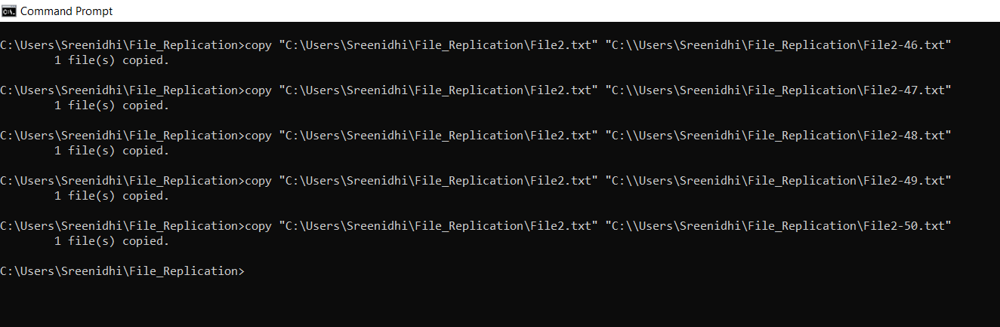 Command Prompt
C:\Users\Sreenidhi\File_Replication>copy "C:\Users\Sreenidhi\File_Replication\File2.txt" "C:\\Users\Sreenidhi\File_Replication\File2-46.txt"
1 file(s) copied.
C:\Users\Sreenidhi\File_Replication>copy "C:\Users\Sreenidhi\File_Replication\File2.txt" "C:\\Users\Sreenidhi\File_Replication\File2-47.txt"
1 file(s) copied.
C:\Users\Sreenidhi\File_Replication>copy "C:\Users\Sreenidhi\File_Replication\File2.txt" "C:\\Users\Sreenidhi\File_Replication\File2-48.txt"
1 file(s) copied.
C:\Users\Sreenidhi\File_Replication>copy "C:\Users\Sreenidhi\File_Replication\File2.txt" "C:\\Users\Sreenidhi\File_Replication\File2-49.txt"
1 file(s) copied.
C:\Users\Sreenidhi\File_Replication>copy "C:\Users\Sreenidhi\File_Replication\File2.txt" "C:\\Users\Sreenidhi\File_Replication\File2-50.txt"
1 file(s) copied.
C:\Users\Sreenidhi\File_Replication>